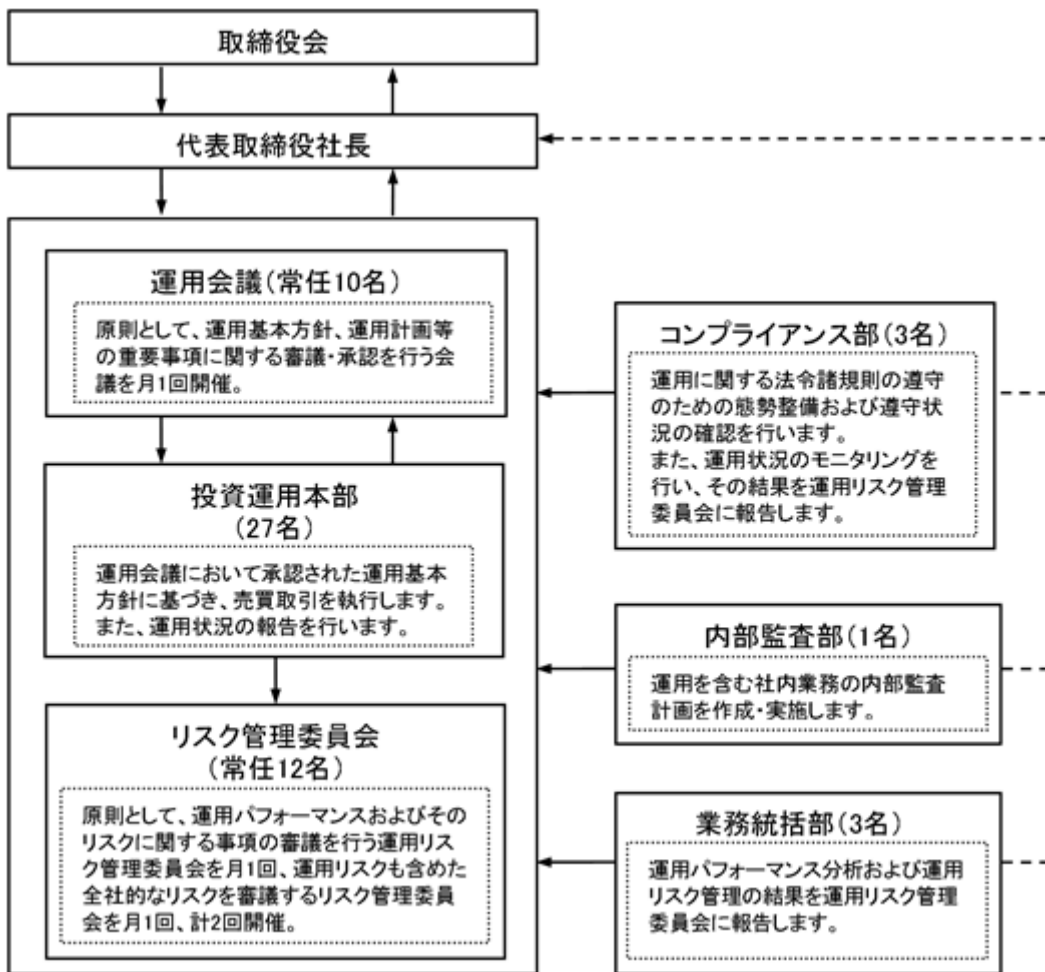 取締役会
代表取締役社長
運用会議(常任10名)
原則として、運用基本方針、運用計画等
の重要事項に関する審議・承認を行う会
議を月1回開催。
投資運用本部
(27名)
運用会議において承認された運用基本
方針に基づき、売買取引を執行します。
また、運用状況の報告を行います。
リスク管理委員会
(常任12名)
原則として、運用パフォーマンスおよびその
リスクに関する事項の審議を行う運用リス
ク管理委員会を月1回、運用リスクも含めた
全社的なリスクを審議するリスク管理委員
会を月1回、計2回開催。
コンプライアンス部(3名)
運用に関する法令諸規則の遵守
のための態勢整備および遵守状
況の確認を行います。
また、運用状況のモニタリングを
行い、その結果を運用リスク管理
委員会に報告します。
内部監査部(1名)
運用を含む社内業務の内部監査
計画を作成・実施します。
業務統括部(3名)
運用パフォーマンス分析および運用
リスク管理の結果を運用リスク管理
委員会に報告します。